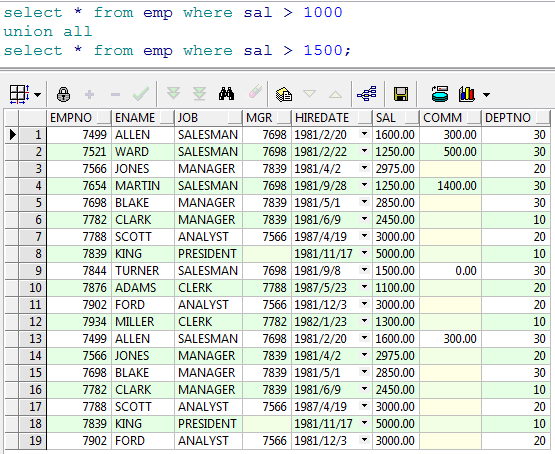 select * from emp where sal > 1000
union all
select * from emp where sal > 1500;
EMPNO ENAME JOB MGR HIREDATE SAL COMM DEPTNO
1 7499 ALLEN SALESMAN 7698 1981/2/20 1600.00 300.00 30
2 7521 WARD SALESMAN 7698 1981/2/22 1250.00 500.00 30
3 7566 JONES MANAGER 7839 1981/4/2 2975.00 20
4 7654 MARTIN SALESMAN 7698 1981/9/28 1250.00 1400.00 30
5 7698 BLAKE MANAGER 7839 1981/5/1 2850.00 30
6 7782 CLARK MANAGER 7839 1981/6/9 2450.00 10
7 7788 SCOTT ANALYST 7566 1987/4/19 3000.00 20
8 7839 KING PRESIDENT 1981/11/17 5000.00 10
9 7844 TURNER SALESMAN 7698 1981/9/8 1500.00 0.00 30
10 7876 ADAMS CLERK 7788 1987/5/23 1100.00 20
11 7902 FORD ANALYST 7566 1981/12/3 3000.00 20
12 7934 MILLER CLERK 7782 1982/1/23 1300.00 10
13 7499 ALLEN SALESMAN 7698 1981/2/20 1600.00 300.00 30
14 7566 JONES MANAGER 7839 1981/4/2 2975.00 20
15 7698 BLAKE MANAGER 7839 1981/5/1 2850.00 30
16 7782 CLARK MANAGER 7839 1981/6/9 2450.00 10
17 7788 SCOTT ANALYST 7566 1987/4/19 3000.00 20
18 7839 KING PRESIDENT 1981/11/17 5000.00 10
19 7902 FORD ANALYST 7566 1981/12/3 3000.00 20